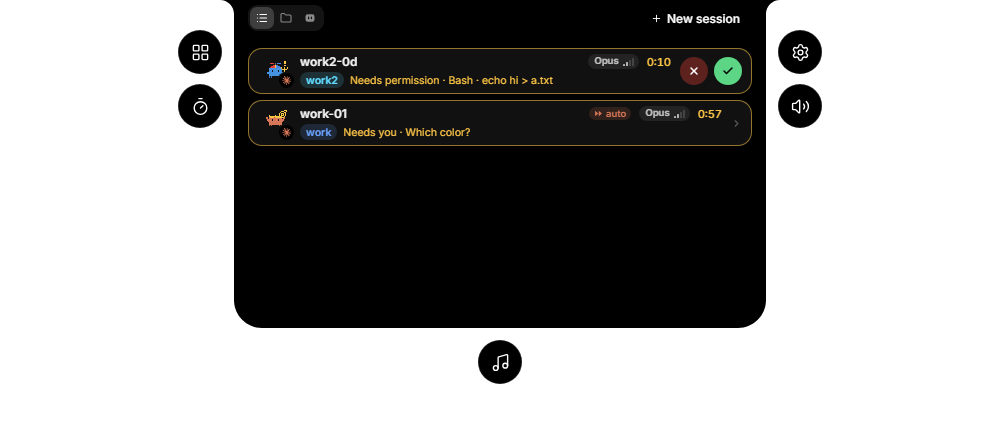 + New session
work2-0d
Opus
0:10
work2
Needs permission · Bash · echo hi > a.txt
work-01
auto
Opus
0:57
work
Needs you · Which color?